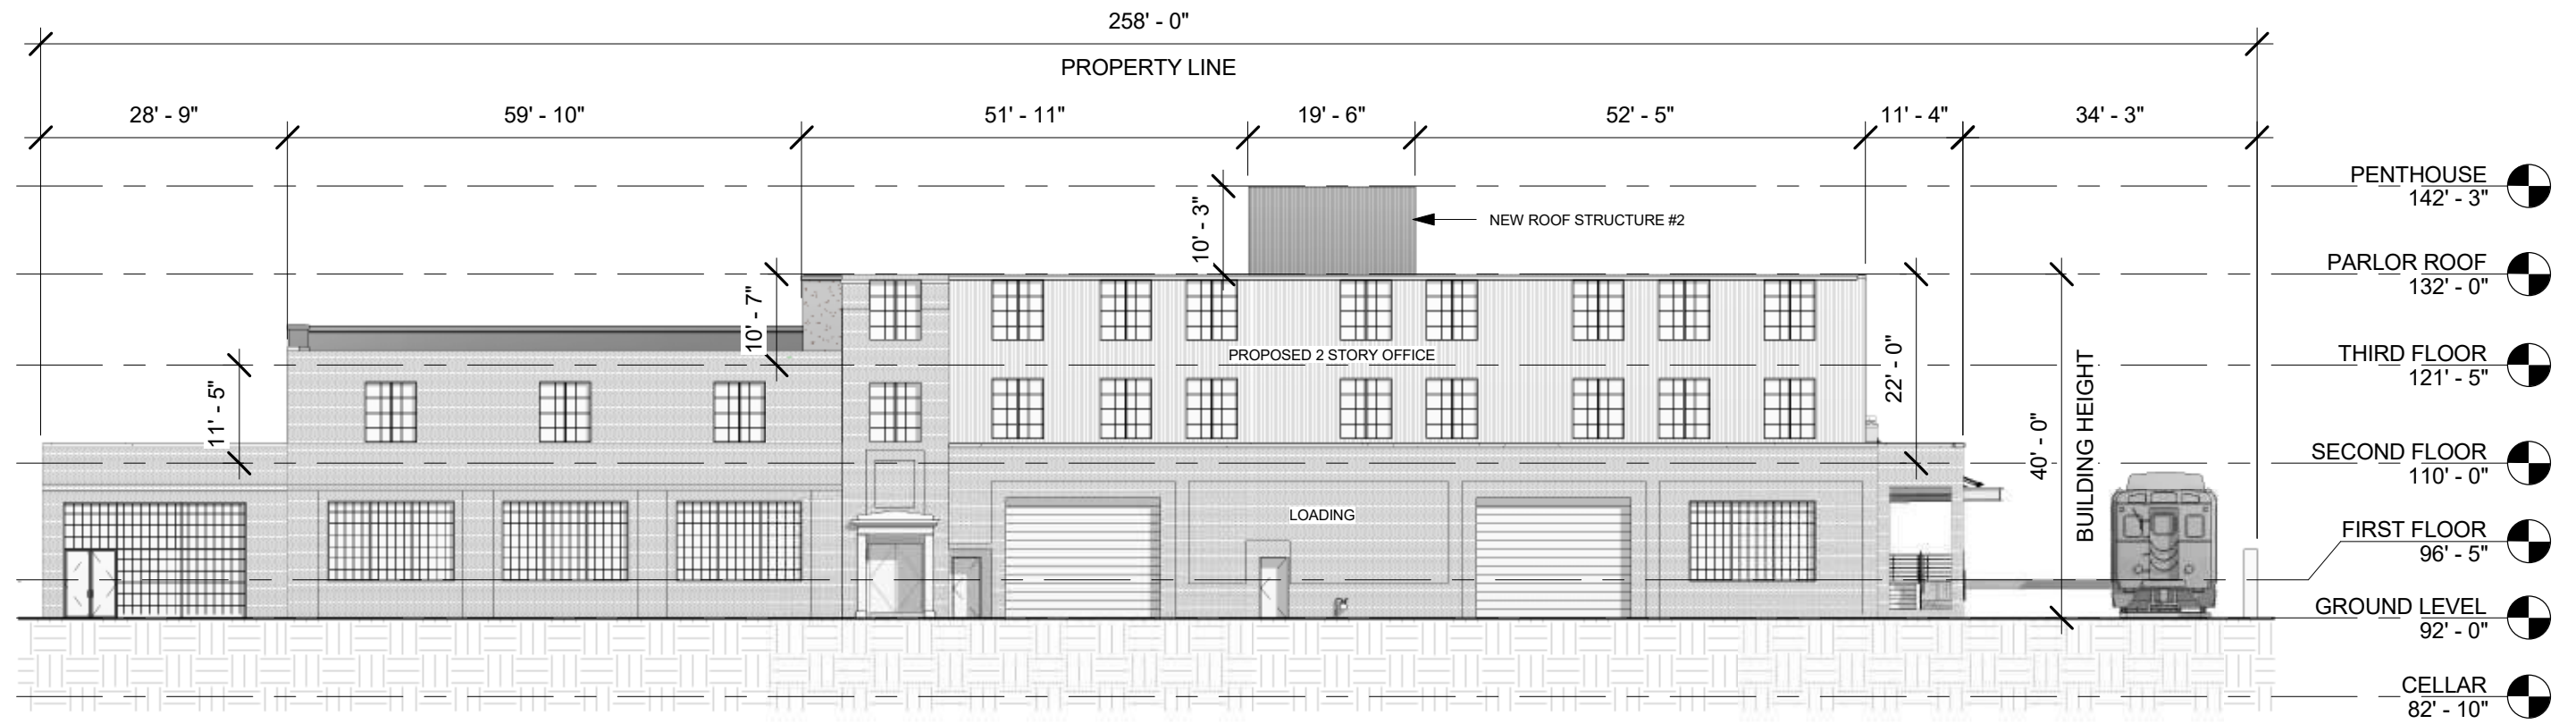 258' - 0"
PROPERTY LINE
28' - 9"
59' - 10"
51' - 11"
19' - 6"
52' - 5"
11' - 4"
34' - 3"
PENTHOUSE
142' - 3"
10' - 3"
NEW ROOF STRUCTURE #2
PARLOR ROOF
132' - 0"
10' - 7"
PROPOSED 2 STORY OFFICE
THIRD FLOOR
121' - 5"
11' - 5"
22' - 0"
40' - 0"
BUILDING HEIGHT
SECOND FLOOR
110' - 0"
LOADING
FIRST FLOOR
96' - 5"
GROUND LEVEL
92' - 0"
CELLAR
82' - 10"